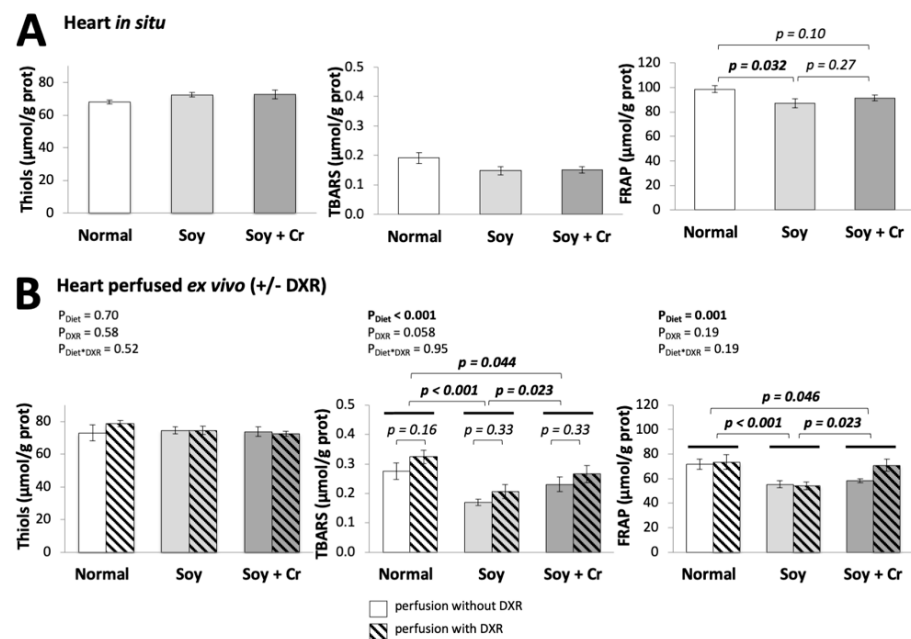 A Heart in situ
Thiols (µmol/g prot)
80
60
40
20
0
Normal Soy Soy + Cr
TBARS (µmol/g prot)
0.5
0.4
0.3
0.2
0.1
0.0
Normal Soy Soy + Cr
p = 0.10
p = 0.032 p = 0.27
FRAP (µmol/g prot)
120
100
80
60
40
20
0
Normal Soy Soy + Cr
B Heart perfused ex vivo (+/- DXR)
PDiet = 0.70
PDXR = 0.58
PDiet*DXR = 0.52
Thiols (µmol/g prot)
80
60
40
20
0
Normal Soy Soy + Cr
PDiet < 0.001
PDXR = 0.058
PDiet*DXR = 0.95
p = 0.044
p < 0.001 p = 0.023
p = 0.16 p = 0.33 p = 0.33
TBARS (µmol/g prot)
0.5
0.4
0.3
0.2
0.1
0.0
Normal Soy Soy + Cr
PDiet = 0.001
PDXR = 0.19
PDiet*DXR = 0.19
p = 0.046
p < 0.001 p = 0.023
FRAP (µmol/g prot)
120
100
80
60
40
20
0
Normal Soy Soy + Cr
perfusion without DXR
perfusion with DXR